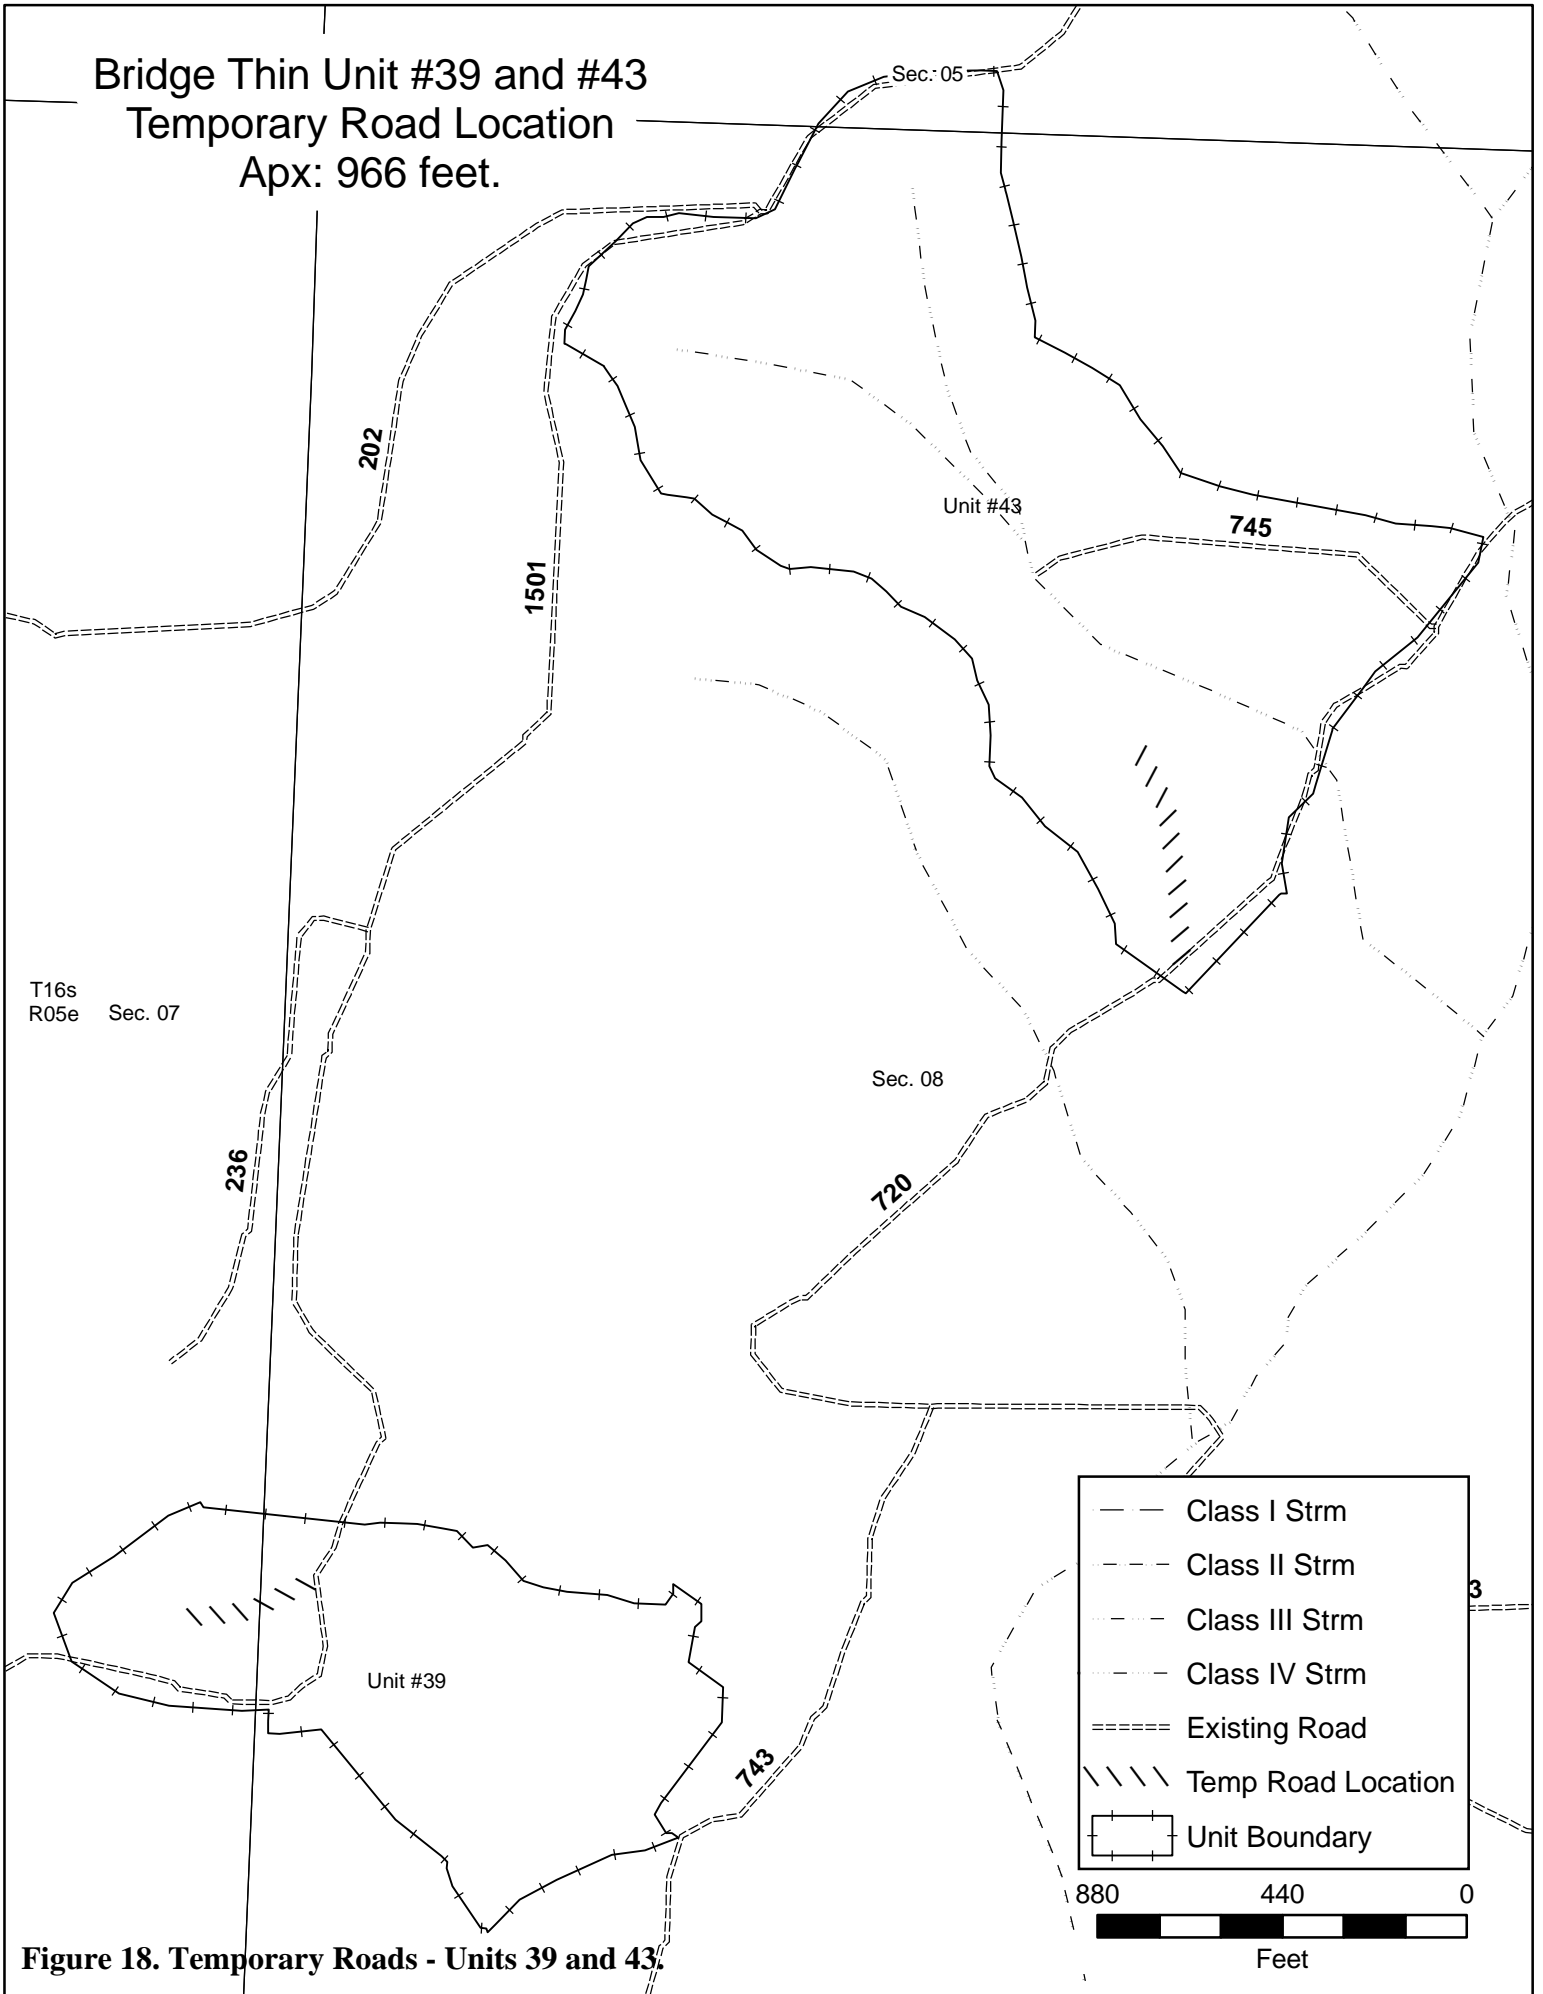 Bridge Thin Unit #39 and #43
Temporary Road Location
Apx: 966 feet.
Sec. 05
202
1501
Unit #43
745
T16s
R05e Sec. 07
Sec. 08
236
720
Unit #39
743
3
Class I Strm
Class II Strm
Class III Strm
Class IV Strm
Existing Road
Temp Road Location
Unit Boundary
880 440 0
Feet
Figure 18. Temporary Roads - Units 39 and 43.